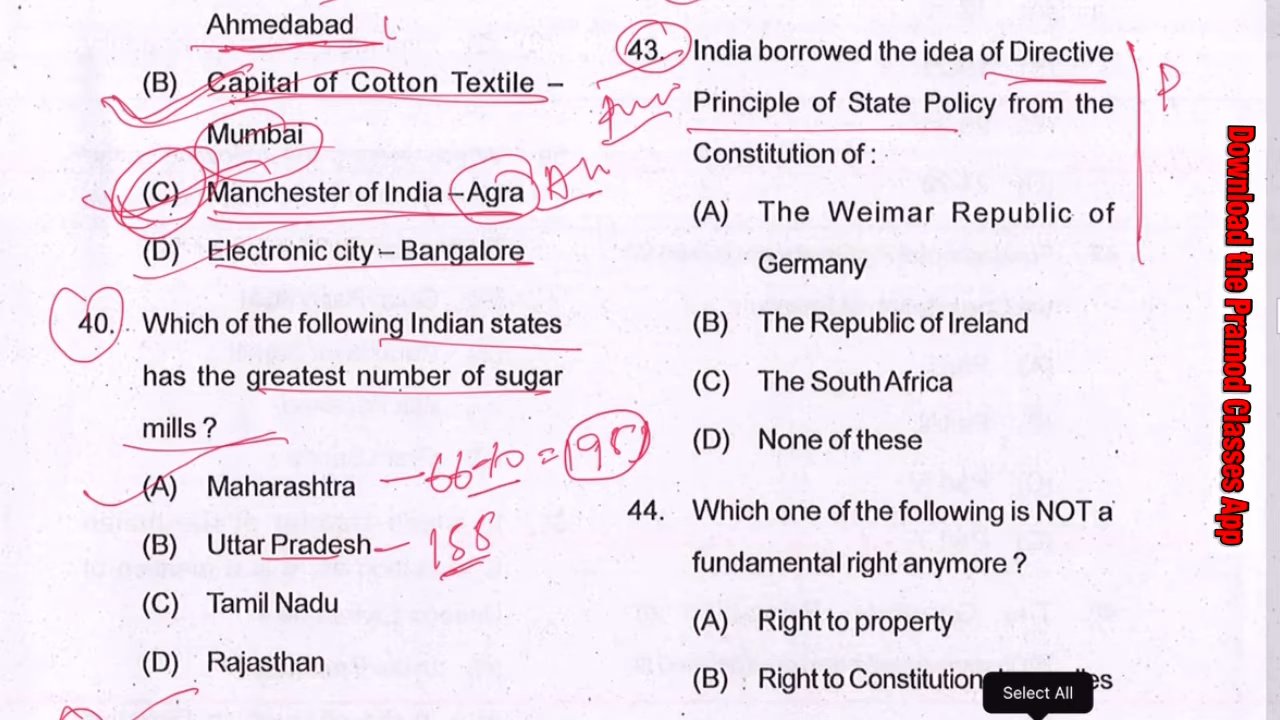 Ahmedabad
(B) Capital of Cotton Textile –
Mumbai
(C) Manchester of India – Agra
(D) Electronic city – Bangalore
40. Which of the following Indian states
has the greatest number of sugar
mills ?
(A) Maharashtra
(B) Uttar Pradesh
(C) Tamil Nadu
(D) Rajasthan
43. India borrowed the idea of Directive
Principle of State Policy from the
Constitution of :
(A) The Weimar Republic of
Germany
(B) The Republic of Ireland
(C) The South Africa
(D) None of these
44. Which one of the following is NOT a
fundamental right anymore ?
(A) Right to property
(B) Right to Constitution
Select All
Download the Pramod Classes App